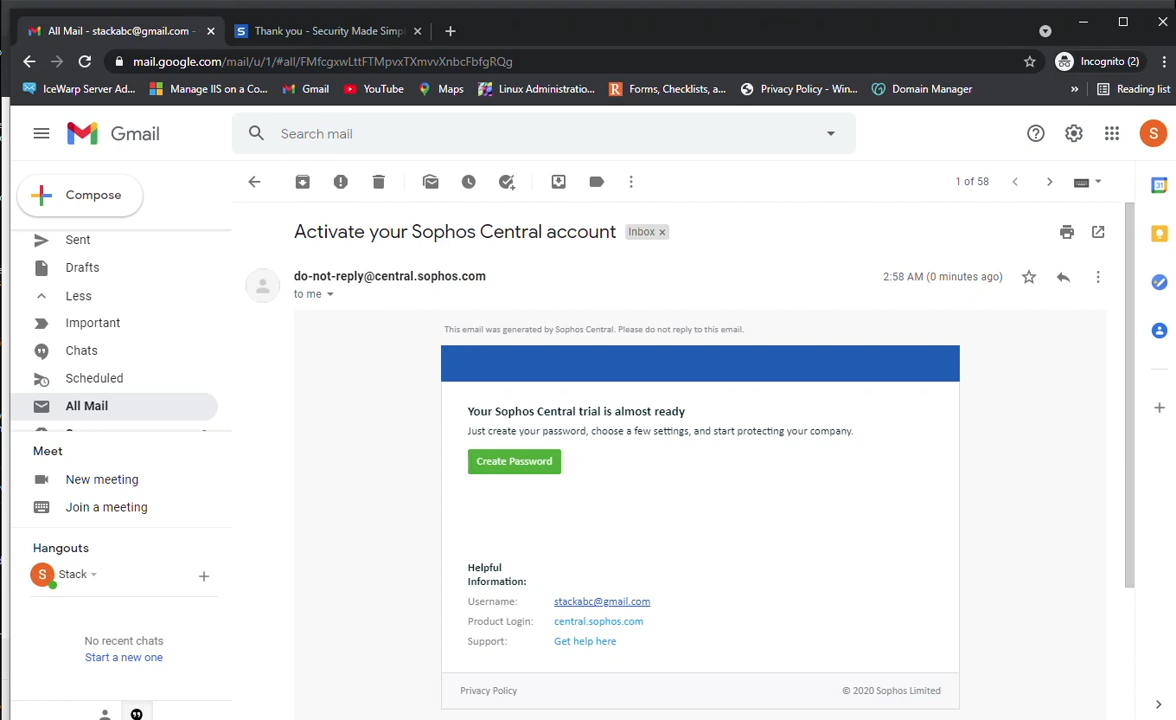 All Mail - stackabc@gmail.com -
Thank you - Security Made Simpl
mail.google.com/mail/u/1/#all/FMfcgxwLttFTMpvxTXmvvXnbcFbfgRQg
Incognito (2)
IceWarp Server Ad...
Manage IIS on a Co...
Gmail
YouTube
Maps
Linux Administratio...
Forms, Checklists, a...
Privacy Policy - Win...
Domain Manager
»
Reading list
Gmail
Search mail
S
Compose
1 of 58
Sent
Drafts
Less
Important
Chats
Scheduled
All Mail
Meet
New meeting
Join a meeting
Hangouts
S
Stack
No recent chats
Start a new one
Activate your Sophos Central account
Inbox x
do-not-reply@central.sophos.com
2:58 AM (0 minutes ago)
to me
This email was generated by Sophos Central. Please do not reply to this email.
Your Sophos Central trial is almost ready
Just create your password, choose a few settings, and start protecting your company.
Create Password
Helpful
Information:
Username: stackabc@gmail.com
Product Login: central.sophos.com
Support: Get help here
Privacy Policy
© 2020 Sophos Limited
31